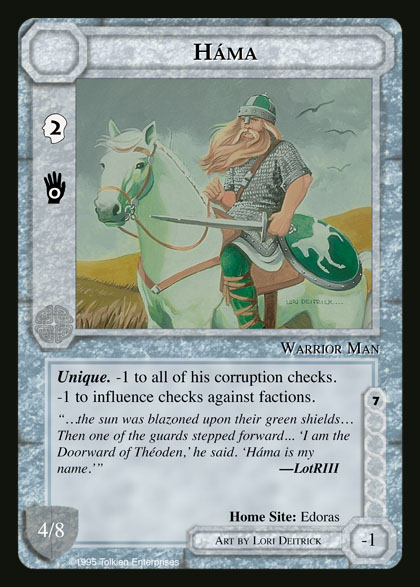 HÁMA
2
LORI DEITRICK....
WARRIOR MAN
Unique. -1 to all of his corruption checks.
-1 to influence checks against factions.
“…the sun was blazoned upon their green shields…
Then one of the guards stepped forward... ‘I am the
Doorward of Théoden,’ he said. ‘Háma is my
name.’” —LotRIII
7
Home Site: Edoras
4/8
ART BY LORI DEITRICK
-1
©1995 Tolkien Enterprises